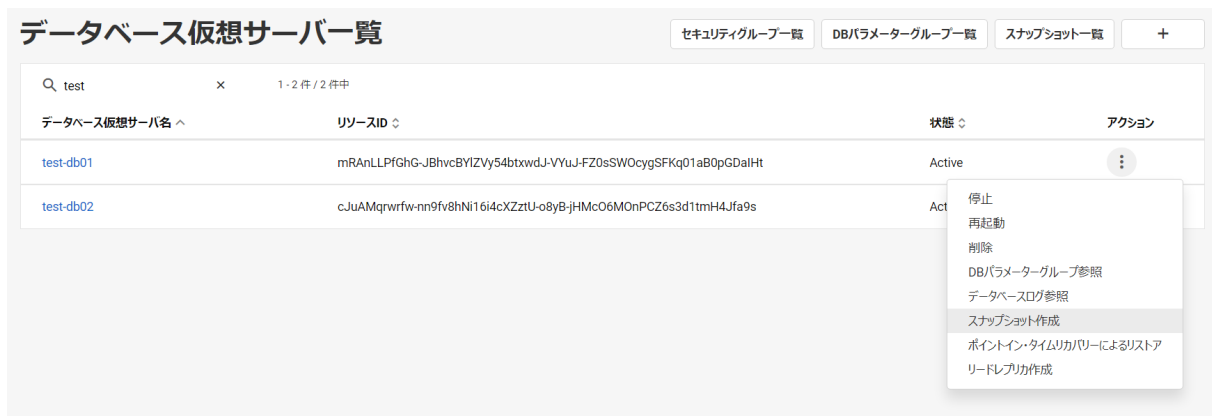 データベース仮想サーバ一覧
セキュリティグループ一覧 DBパラメーターグループ一覧 スナップショット一覧 +
test × 1 - 2 件 / 2 件中
データベース仮想サーバ名 リソースID 状態 アクション
test-db01 mRAnLLPfGhG-JBhvcBYlZVy54btxwdJ-VYuJ-FZ0sSWOcygSFKq01aB0pGDaIHt Active
test-db02 cJuAMqrwrfw-nn9fv8hNi16i4cXZztU-o8yB-jHMcO6MOnPCZ6s3d1tmH4Jfa9s Act
停止
再起動
削除
DBパラメーターグループ参照
データベースログ参照
スナップショット作成
ポイントイン・タイムリカバリーによるリストア
リードレプリカ作成